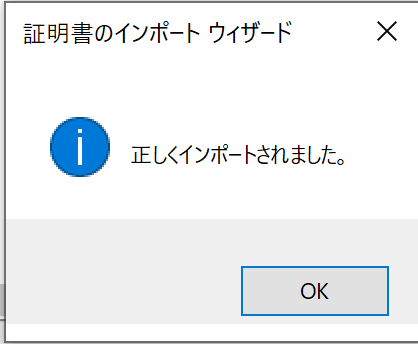 証明書のインポート ウィザード
正しくインポートされました。
OK